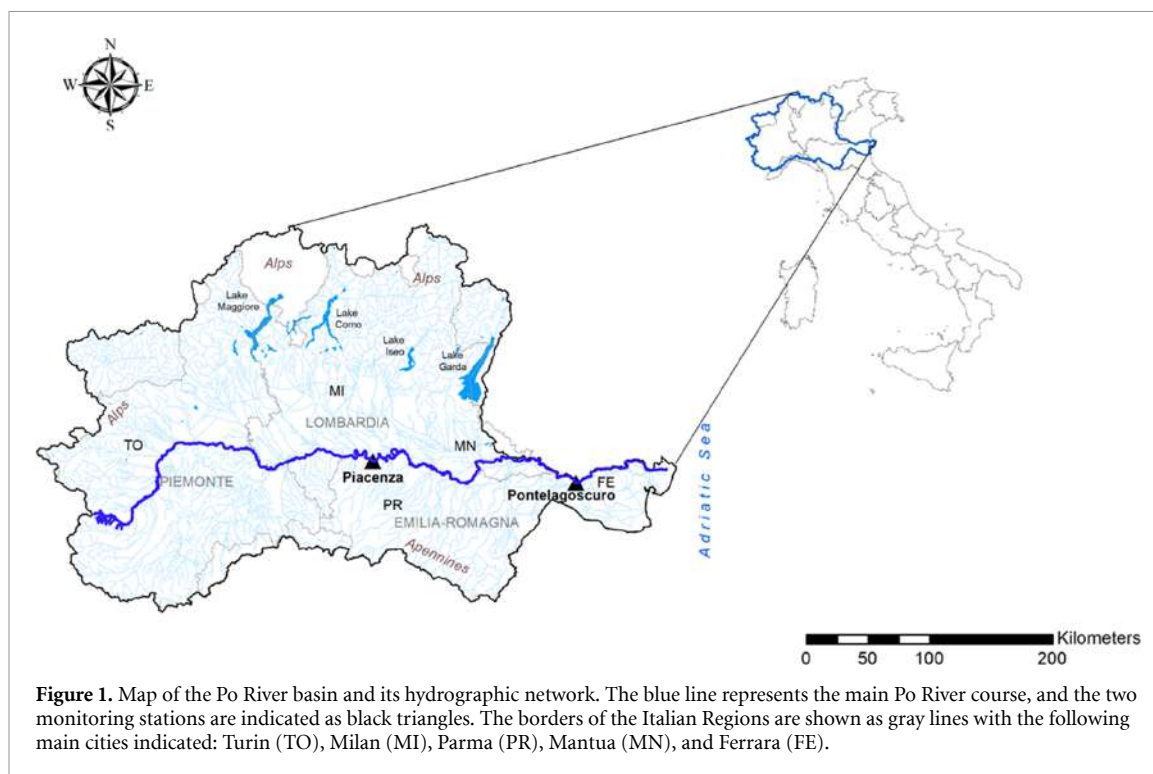 N
W E
S
Alps
Alps
Lake
Maggiore
Lake
Como
Lake
Iseo
Lake
Garda
MI
LOMBARDIA
Alps
TO
MN
PIEMONTE
Piacenza
FE
Pontelagoscuro
PR
EMILIA-ROMAGNA
Apennines
Adriatic Sea
Kilometers
0 50 100 200
Figure 1. Map of the Po River basin and its hydrographic network. The blue line represents the main Po River course, and the two
monitoring stations are indicated as black triangles. The borders of the Italian Regions are shown as gray lines with the following
main cities indicated: Turin (TO), Milan (MI), Parma (PR), Mantua (MN), and Ferrara (FE).